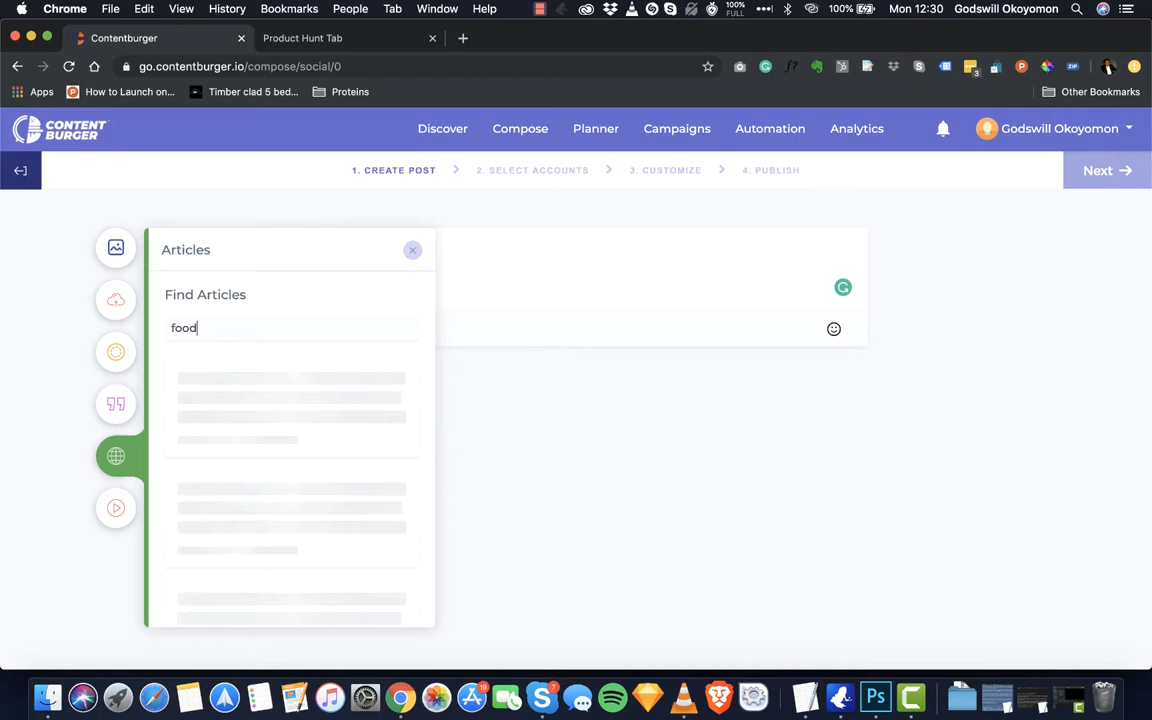 Chrome File Edit View History Bookmarks People Tab Window Help 100% FULL 100% Mon 12:30 Godswill Okoyomon
Contentburger Product Hunt Tab
go.contentburger.io/compose/social/0
Apps How to Launch on... Timber clad 5 bed... Proteins Other Bookmarks
CONTENT BURGER Discover Compose Planner Campaigns Automation Analytics Godswill Okoyomon
1. CREATE POST 2. SELECT ACCOUNTS 3. CUSTOMIZE 4. PUBLISH Next
Articles
Find Articles
food